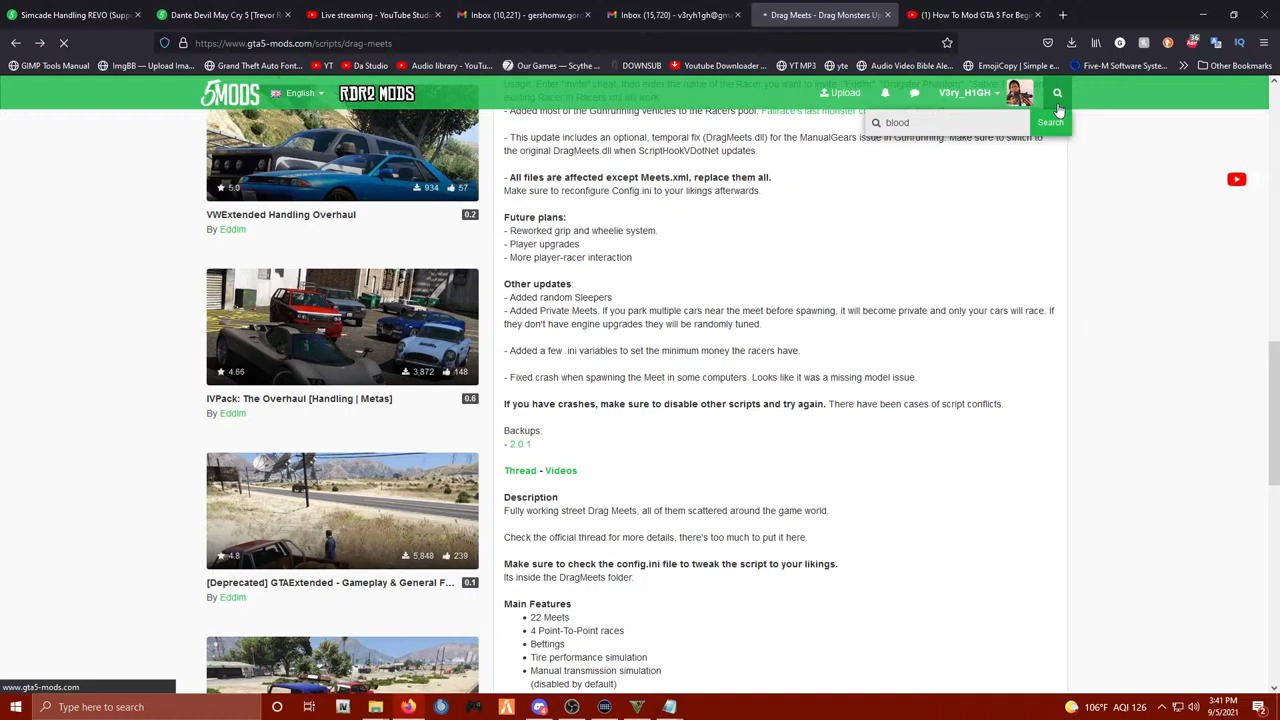 Simracing Handling REVO (Suppo
Dante Devil May Cry 5 [Trevor R
Live streaming - YouTube Studi
Inbox (10,221) - gershomw.gor
Inbox (15,720) - v3ryh1gh@gm
Drag Meets - Drag Monsters Up
(1) How To Mod GTA 5 For Begi
https://www.gta5-mods.com/scripts/drag-meets
GIMP Tools Manual
ImgBB — Upload Ima...
Grand Theft Auto Font...
YT
Da Studio
Our Games — Scythe...
DOWNSUB
Youtube Downloader...
YT MP3
yte
Audio Video Bible Ale...
EmojiCopy | Simple e...
Five-M Software Syste...
5MODS
English
RDR2 MODS
Upload
V3ry_H1GH
blood
Search
- Added most of the Gunrunning vehicles to the Racers pool.
- This update includes an optional, temporal fix (DragMeets.dll) for the ManualGears issue in Gunrunning. Make sure to switch to
the original DragMeets.dll when ScriptHookVDotNet updates.
- All files are affected except Meets.xml, replace them all.
Make sure to reconfigure Config.ini to your likings afterwards.
Future plans:
- Reworked grip and wheelie system.
- Player upgrades
- More player-racer interaction
Other updates:
- Added random Sleepers
- Added Private Meets. If you park multiple cars near the meet before spawning, it will become private and only your cars will race. If
they don't have engine upgrades they will be randomly tuned.
- Added a few .ini variables to set the minimum money the racers have.
- Fixed crash when spawning the Meet in some computers. Looks like it was a missing model issue.
If you have crashes, make sure to disable other scripts and try again. There have been cases of script conflicts.
Backups:
- 2.0.1
Thread - Videos
Description
Fully working street Drag Meets, all of them scattered around the game world.
Check the official thread for more details, there's too much to put it here.
Make sure to check the config.ini file to tweak the script to your likings.
Its inside the DragMeets folder.
Main Features
22 Meets
4 Point-To-Point races
Bettings
Tire performance simulation
Manual transmission simulation
(disabled by default)
5.0
934
57
VWExtended Handling Overhaul
0.2
By Eddlm
4.66
3,872
148
IVPack: The Overhaul [Handling | Metas]
0.6
By Eddlm
4.8
5,848
239
[Deprecated] GTAExtended - Gameplay & General F...
0.1
By Eddlm
www.gta5-mods.com
Type here to search
106°F AQI 126
3:41 PM
9/5/2021